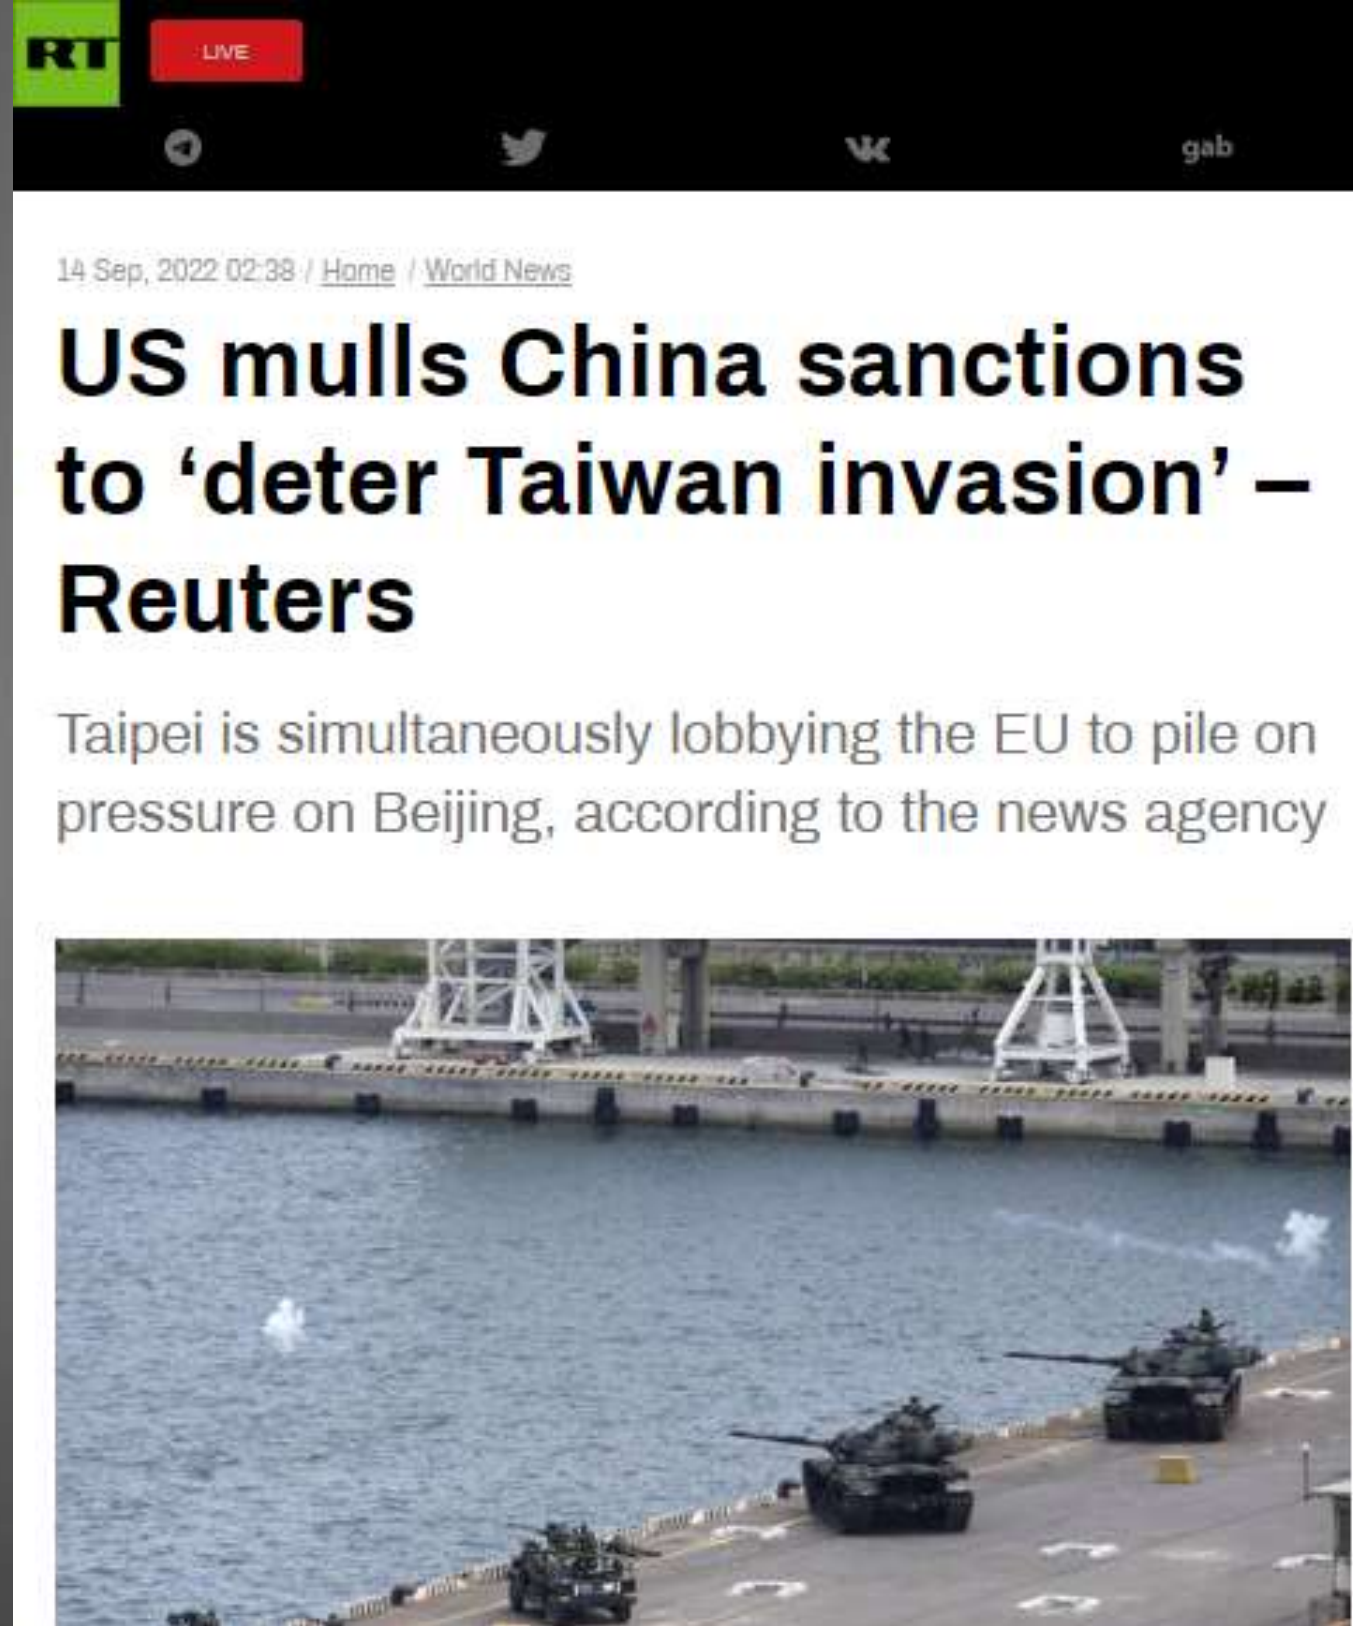 RT
LIVE
gab
14 Sep, 2022 02:38 / Home / World News
US mulls China sanctions
to ‘deter Taiwan invasion’ –
Reuters
Taipei is simultaneously lobbying the EU to pile on
pressure on Beijing, according to the news agency